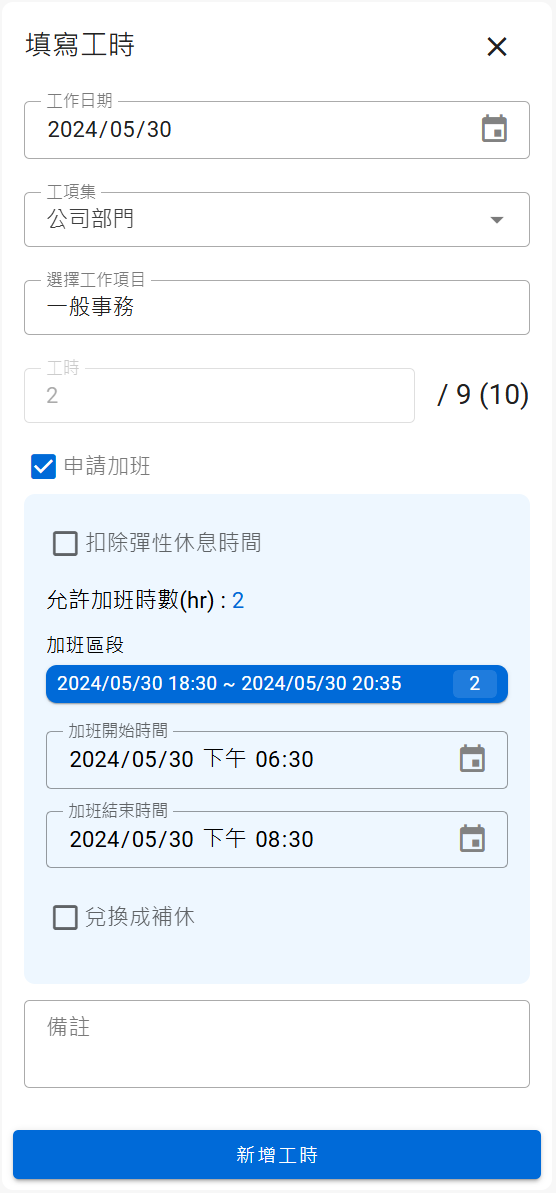 填寫工時
工作日期
2024/05/30
工項集
公司部門
選擇工作項目
一般事務
工時
2
/ 9 (10)
申請加班
扣除彈性休息時間
允許加班時數(hr) : 2
加班區段
2024/05/30 18:30 ~ 2024/05/30 20:35 2
加班開始時間
2024/05/30 下午 06:30
加班結束時間
2024/05/30 下午 08:30
兌換成補休
備註
新增工時